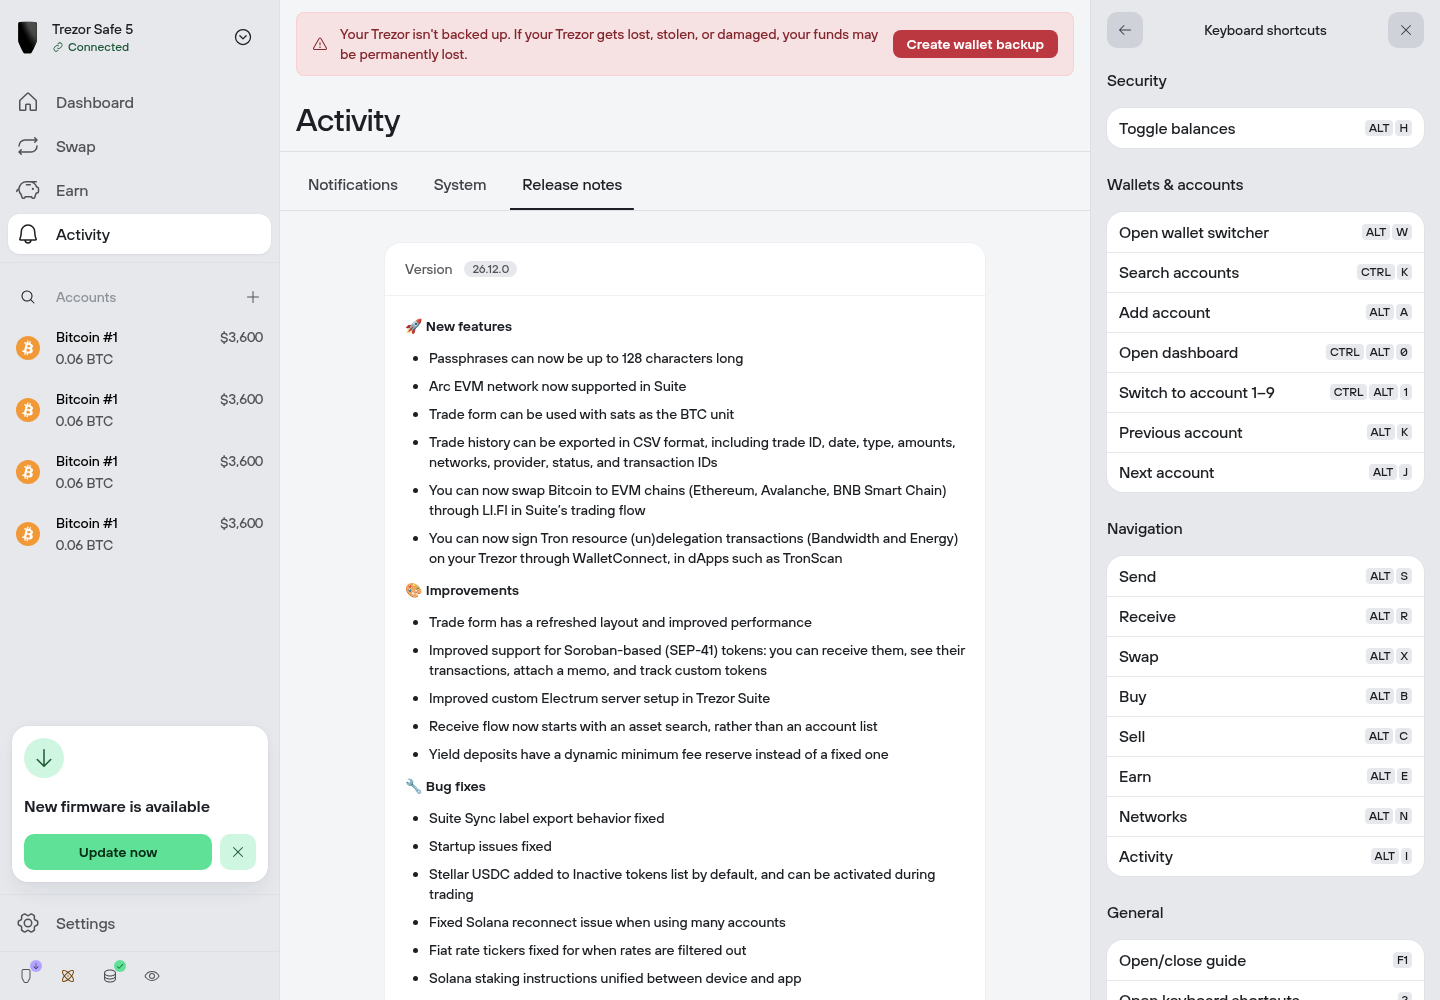 Trezor Safe 5
Connected
Dashboard
Swap
Earn
Activity
Accounts
Bitcoin #1 $3,600
0.06 BTC
Bitcoin #1 $3,600
0.06 BTC
Bitcoin #1 $3,600
0.06 BTC
Bitcoin #1 $3,600
0.06 BTC
New firmware is available
Update now
Settings
Your Trezor isn't backed up. If your Trezor gets lost, stolen, or damaged, your funds may
be permanently lost.
Create wallet backup
Activity
Notifications System Release notes
Version 26.12.0
🚀 New features
• Passphrases can now be up to 128 characters long
• Arc EVM network now supported in Suite
• Trade form can be used with sats as the BTC unit
• Trade history can be exported in CSV format, including trade ID, date, type, amounts,
networks, provider, status, and transaction IDs
• You can now swap Bitcoin to EVM chains (Ethereum, Avalanche, BNB Smart Chain)
through LI.FI in Suite's trading flow
• You can now sign Tron resource (un)delegation transactions (Bandwidth and Energy)
on your Trezor through WalletConnect, in dApps such as TronScan
🎨 Improvements
• Trade form has a refreshed layout and improved performance
• Improved support for Soroban-based (SEP-41) tokens: you can receive them, see their
transactions, attach a memo, and track custom tokens
• Improved custom Electrum server setup in Trezor Suite
• Receive flow now starts with an asset search, rather than an account list
• Yield deposits have a dynamic minimum fee reserve instead of a fixed one
🔧 Bug fixes
• Suite Sync label export behavior fixed
• Startup issues fixed
• Stellar USDC added to Inactive tokens list by default, and can be activated during
trading
• Fixed Solana reconnect issue when using many accounts
• Fiat rate tickers fixed for when rates are filtered out
• Solana staking instructions unified between device and app
Keyboard shortcuts
Security
Toggle balances ALT H
Wallets & accounts
Open wallet switcher ALT W
Search accounts CTRL K
Add account ALT A
Open dashboard CTRL ALT 0
Switch to account 1–9 CTRL ALT 1
Previous account ALT K
Next account ALT J
Navigation
Send ALT S
Receive ALT R
Swap ALT X
Buy ALT B
Sell ALT C
Earn ALT E
Networks ALT N
Activity ALT I
General
Open/close guide F1
Open keyboard shortcuts ?